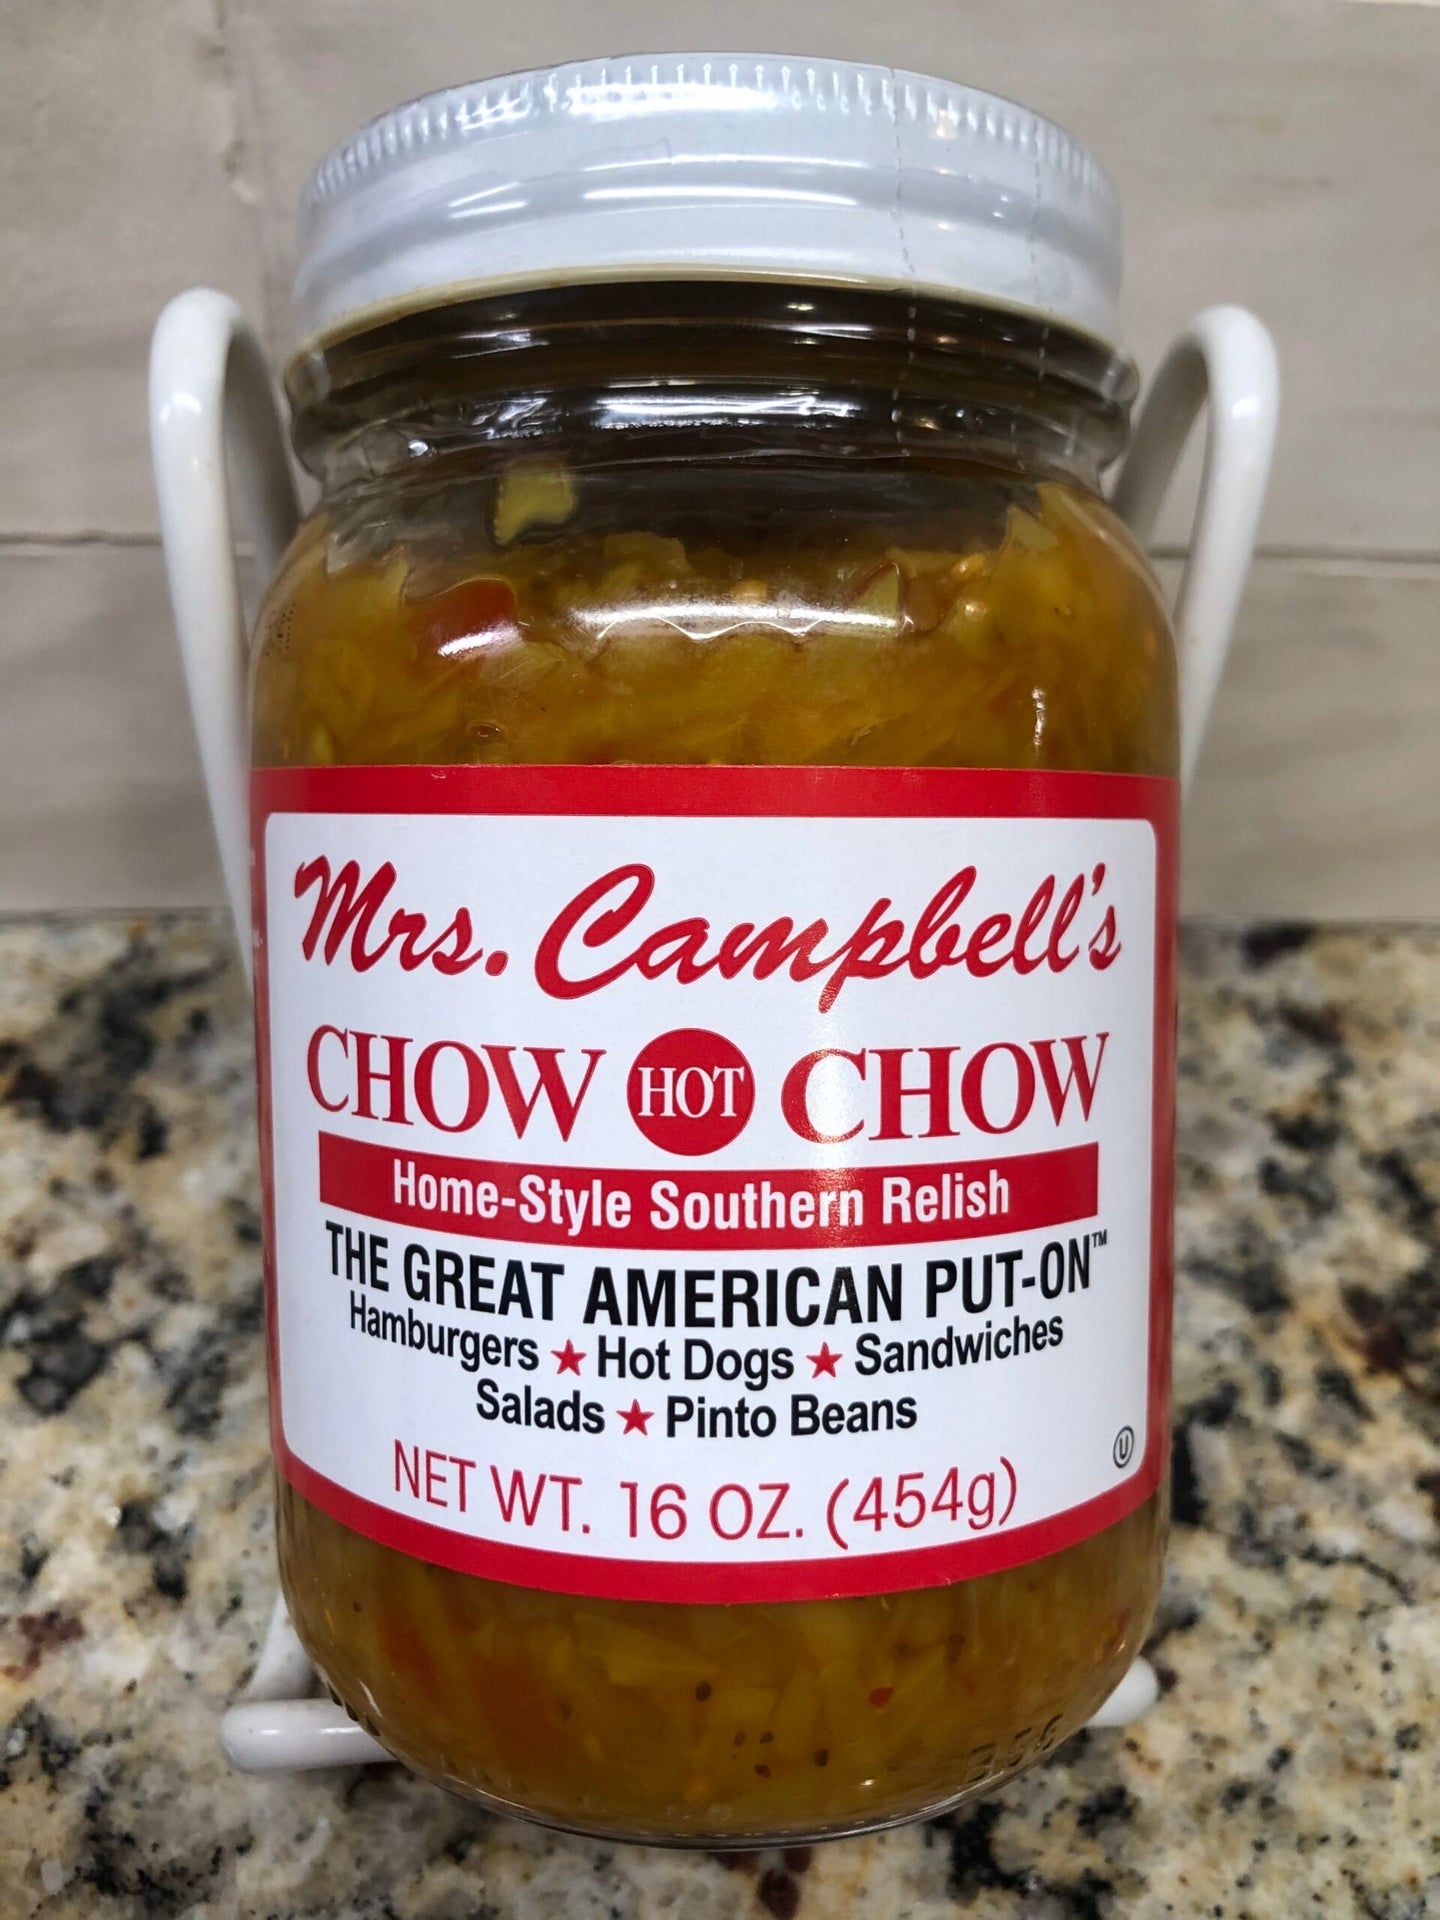 Mrs. Campbell's
CHOW HOT CHOW
Home-Style Southern Relish
THE GREAT AMERICAN PUT-ON™
Hamburgers ★ Hot Dogs ★ Sandwiches
Salads ★ Pinto Beans
U
NET WT. 16 OZ. (454g)